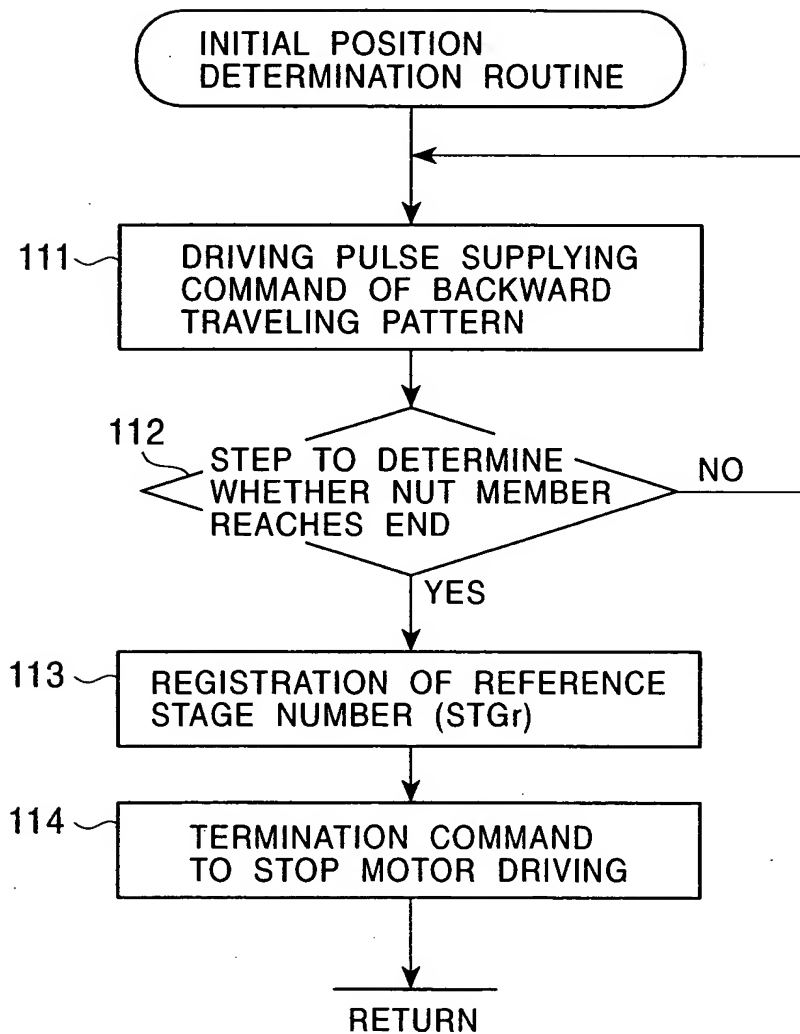 INITIAL POSITION
DETERMINATION ROUTINE
111
DRIVING PULSE SUPPLYING
COMMAND OF BACKWARD
TRAVELING PATTERN
112
STEP TO DETERMINE
WHETHER NUT MEMBER
REACHES END
NO
YES
113
REGISTRATION OF REFERENCE
STAGE NUMBER (STGr)
114
TERMINATION COMMAND
TO STOP MOTOR DRIVING
RETURN